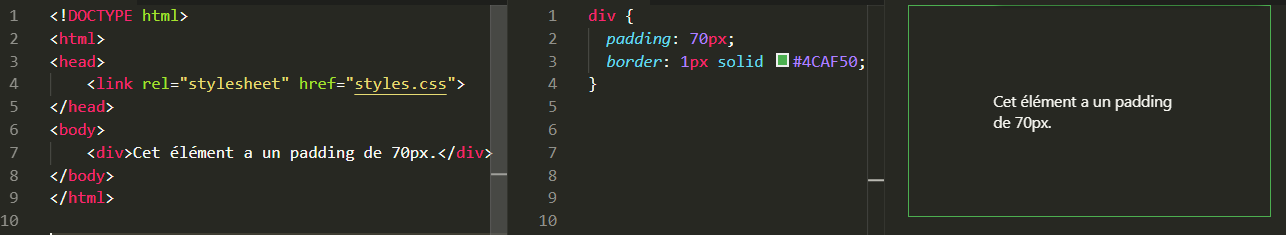 1 <!DOCTYPE html>
2 <html>
3 <head>
4 <link rel="stylesheet" href="styles.css">
5 </head>
6 <body>
7 <div>Cet élément a un padding de 70px.</div>
8 </body>
9 </html>
10
1 div {
2 padding: 70px;
3 border: 1px solid #4CAF50;
4 }
5
6
7
8
9
10
Cet élément a un padding
de 70px.